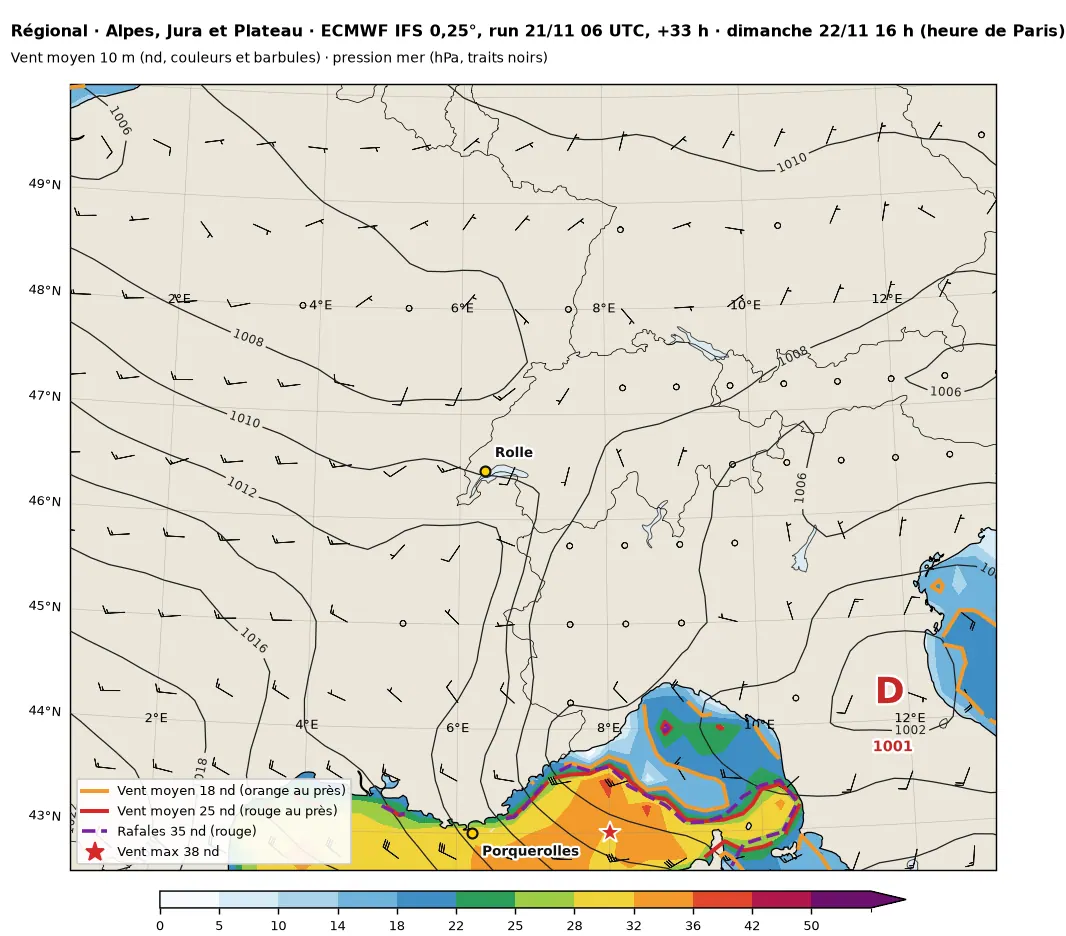 Régional · Alpes, Jura et Plateau · ECMWF IFS 0,25°, run 21/11 06 UTC, +33 h · dimanche 22/11 16 h (heure de Paris)
Vent moyen 10 m (nd, couleurs et barbules) · pression mer (hPa, traits noirs)
1006
1010
49°N
48°N
2°E
4°E
6°E
8°E
10°E
12°E
1008
1008
1006
47°N
1010
Rolle
1012
1006
46°N
45°N
1016
44°N
D
2°E
4°E
6°E
8°E
10°E
12°E
1002
1001
1018
Vent moyen 18 nd (orange au près)
Vent moyen 25 nd (rouge au près)
Rafales 35 nd (rouge)
Vent max 38 nd
43°N
Porquerolles
0 5 10 14 18 22 25 28 32 36 42 50